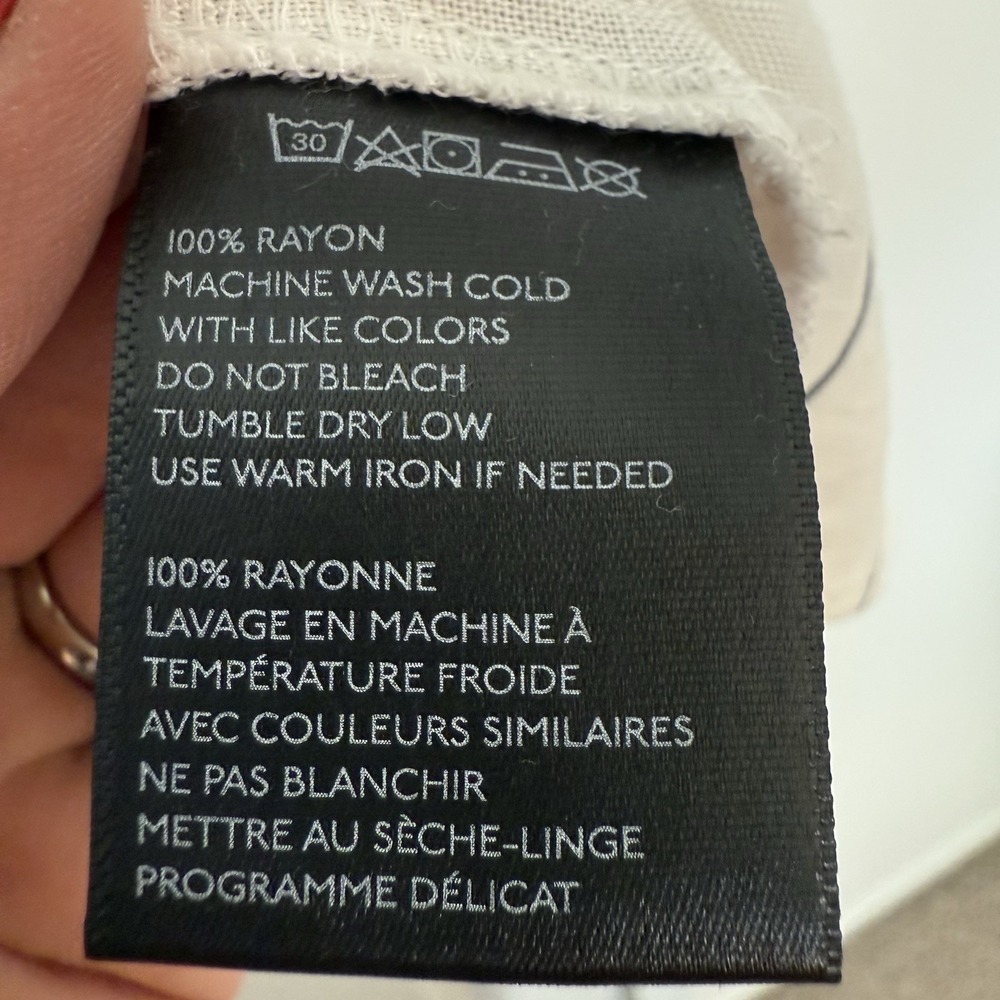 30
100% RAYON
MACHINE WASH COLD
WITH LIKE COLORS
DO NOT BLEACH
TUMBLE DRY LOW
USE WARM IRON IF NEEDED
100% RAYONNE
LAVAGE EN MACHINE À
TEMPÉRATURE FROIDE
AVEC COULEURS SIMILAIRES
NE PAS BLANCHIR
METTRE AU SÈCHE-LINGE
PROGRAMME DÉLICAT